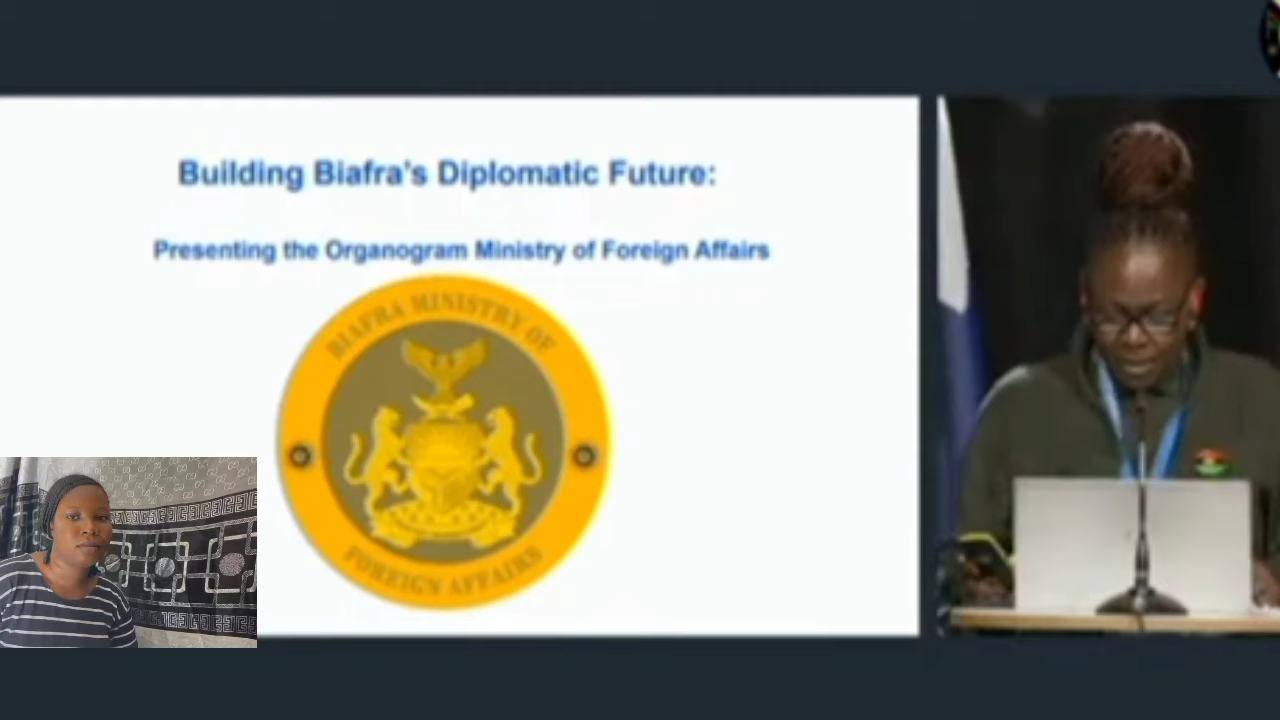 Building Biafra's Diplomatic Future:
Presenting the Organogram Ministry of Foreign Affairs
BIAFRA MINISTRY OF
FOREIGN AFFAIRS